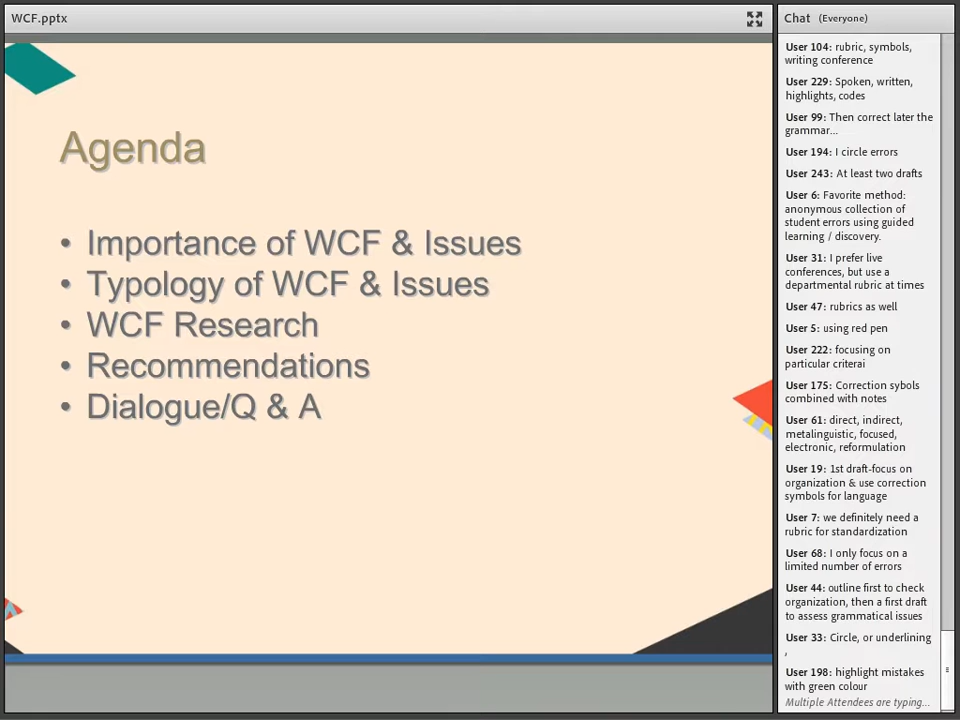 WCF.pptx
Agenda
• Importance of WCF & Issues
• Typology of WCF & Issues
• WCF Research
• Recommendations
• Dialogue/Q & A
Chat (Everyone)
User 104: rubric, symbols,
writing conference
User 229: Spoken, written,
highlights, codes
User 99: Then correct later the
grammar...
User 194: I circle errors
User 243: At least two drafts
User 6: Favorite method:
anonymous collection of
student errors using guided
learning / discovery.
User 31: I prefer live
conferences, but use a
departmental rubric at times
User 47: rubrics as well
User 5: using red pen
User 222: focusing on
particular criterai
User 175: Correction sybols
combined with notes
User 61: direct, indirect,
metalinguistic, focused,
electronic, reformulation
User 19: 1st draft-focus on
organization & use correction
symbols for language
User 7: we definitely need a
rubric for standardization
User 68: I only focus on a
limited number of errors
User 44: outline first to check
organization, then a first draft
to assess grammatical issues
User 33: Circle, or underlining
,
User 198: highlight mistakes
with green colour
Multiple Attendees are typing...